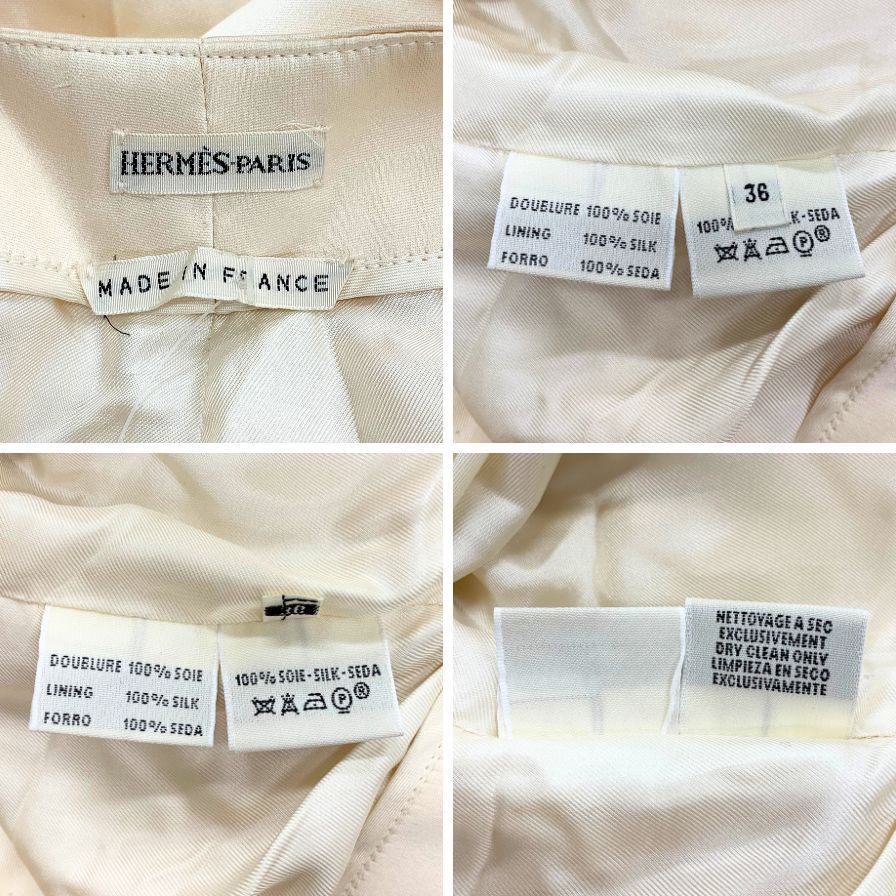 HERMÈS-PARIS
MADE IN FRANCE
DOUBLURE 100% SOIE
LINING 100% SILK
FORRO 100% SEDA
36
100% K-SEDA
P ®
DOUBLURE 100% SOIE
LINING 100% SILK
FORRO 100% SEDA
100% SOIE-SILK-SEDA
P ®
NETTOYAGE A SEC
EXCLUSIVEMENT
DRY CLEAN ONLY
LIMPIEZA EN SECO
EXCLUSIVAMENTE